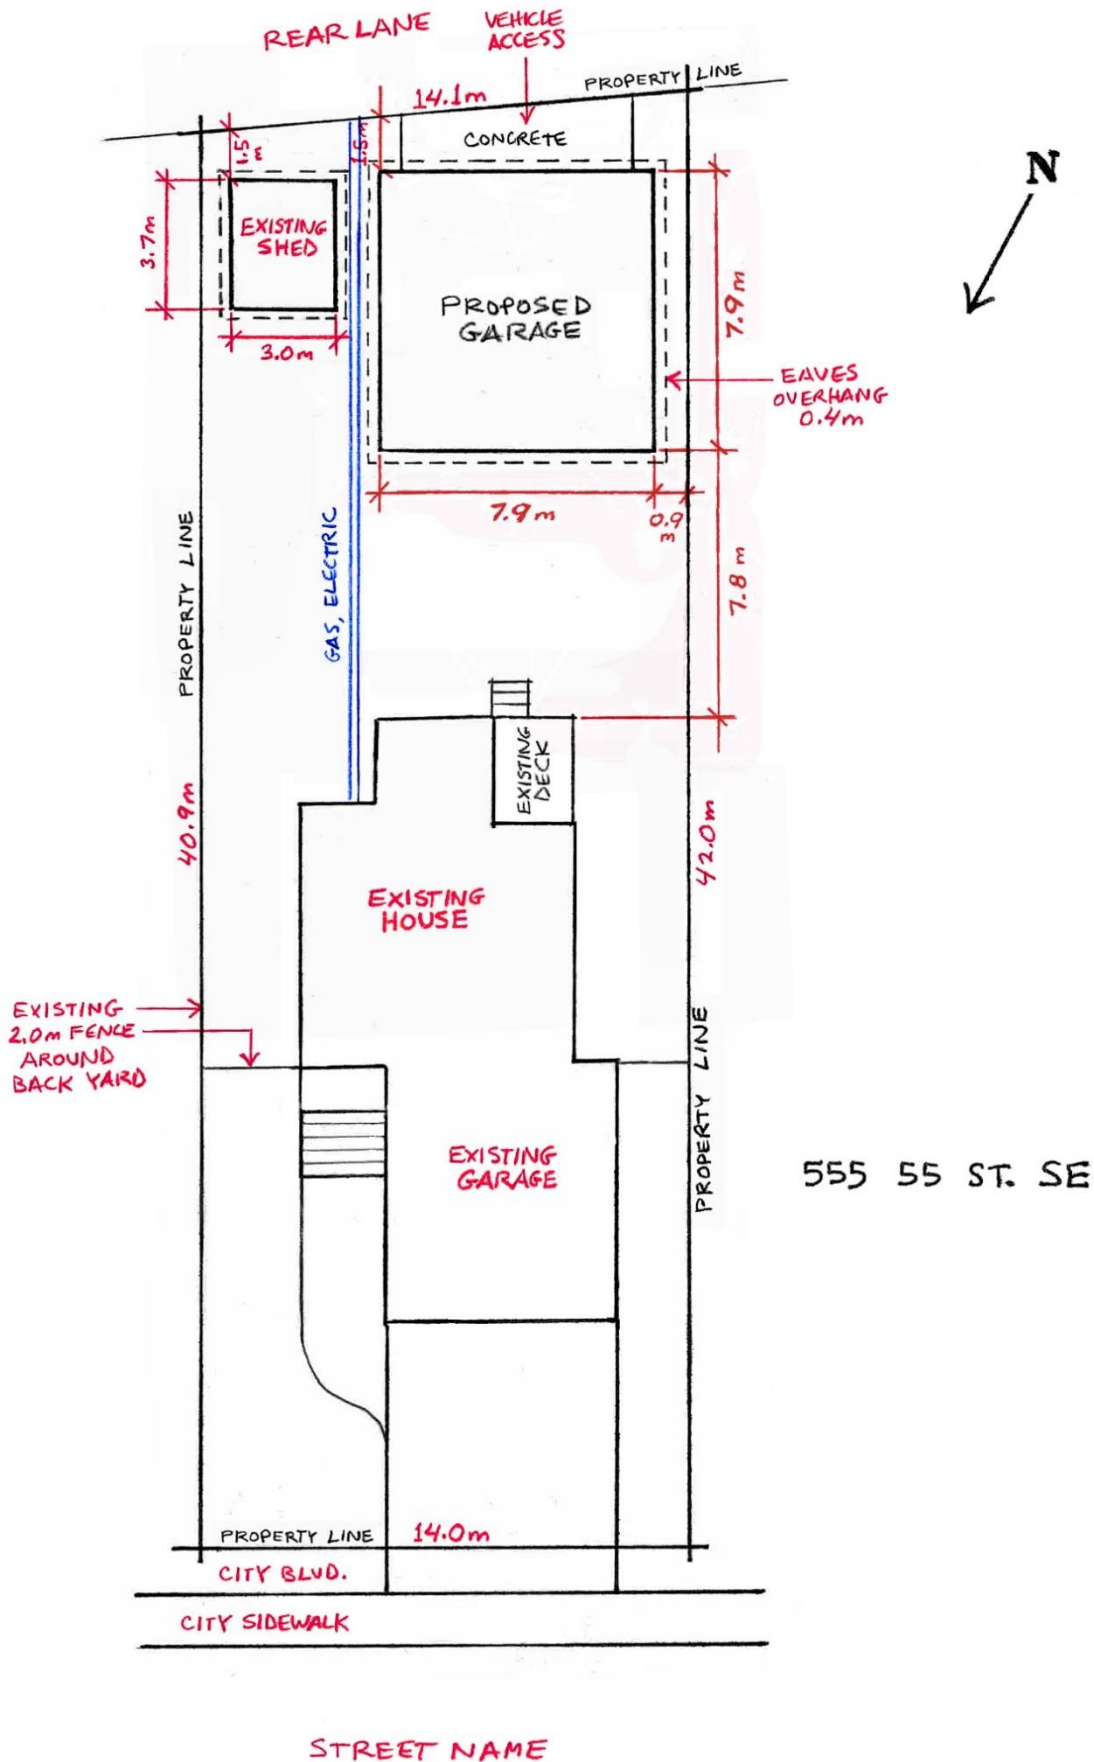 REAR LANE
VEHICLE
ACCESS
PROPERTY LINE
14.1m
CONCRETE
1.5
m
1.5m
N
3.7m
EXISTING
SHED
3.0m
PROPOSED
GARAGE
7.9m
EAVES
OVERHANG
0.4m
7.9m
0.9
m
PROPERTY LINE
GAS, ELECTRIC
7.8m
EXISTING
DECK
40.9m
42.0m
EXISTING
HOUSE
EXISTING
2.0m FENCE
AROUND
BACK YARD
PROPERTY LINE
EXISTING
GARAGE
555 55 ST. SE
PROPERTY LINE
14.0m
CITY BLVD.
CITY SIDEWALK
STREET NAME